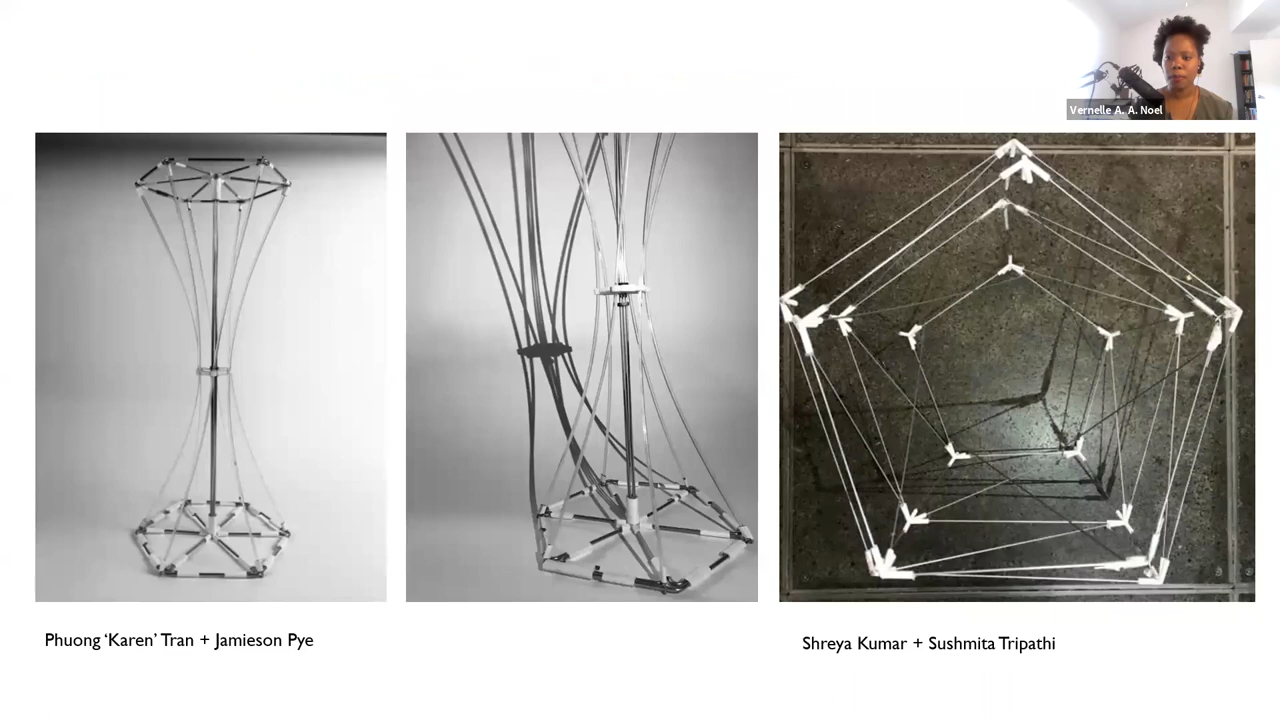 Vernelle A. A. Noel
Phuong ‘Karen’ Tran + Jamieson Pye
Shreya Kumar + Sushmita Tripathi